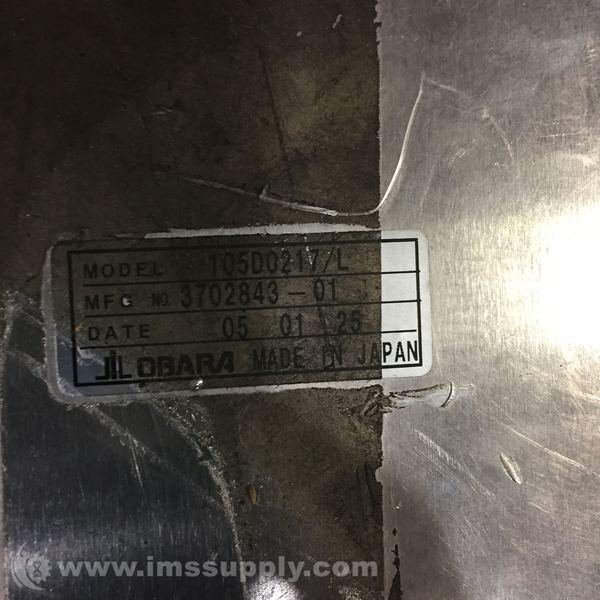 MODEL 105D0217/L
MFG NO. 3702843-01
DATE 05 01 25
OBARA MADE IN JAPAN
www.imssupply.com